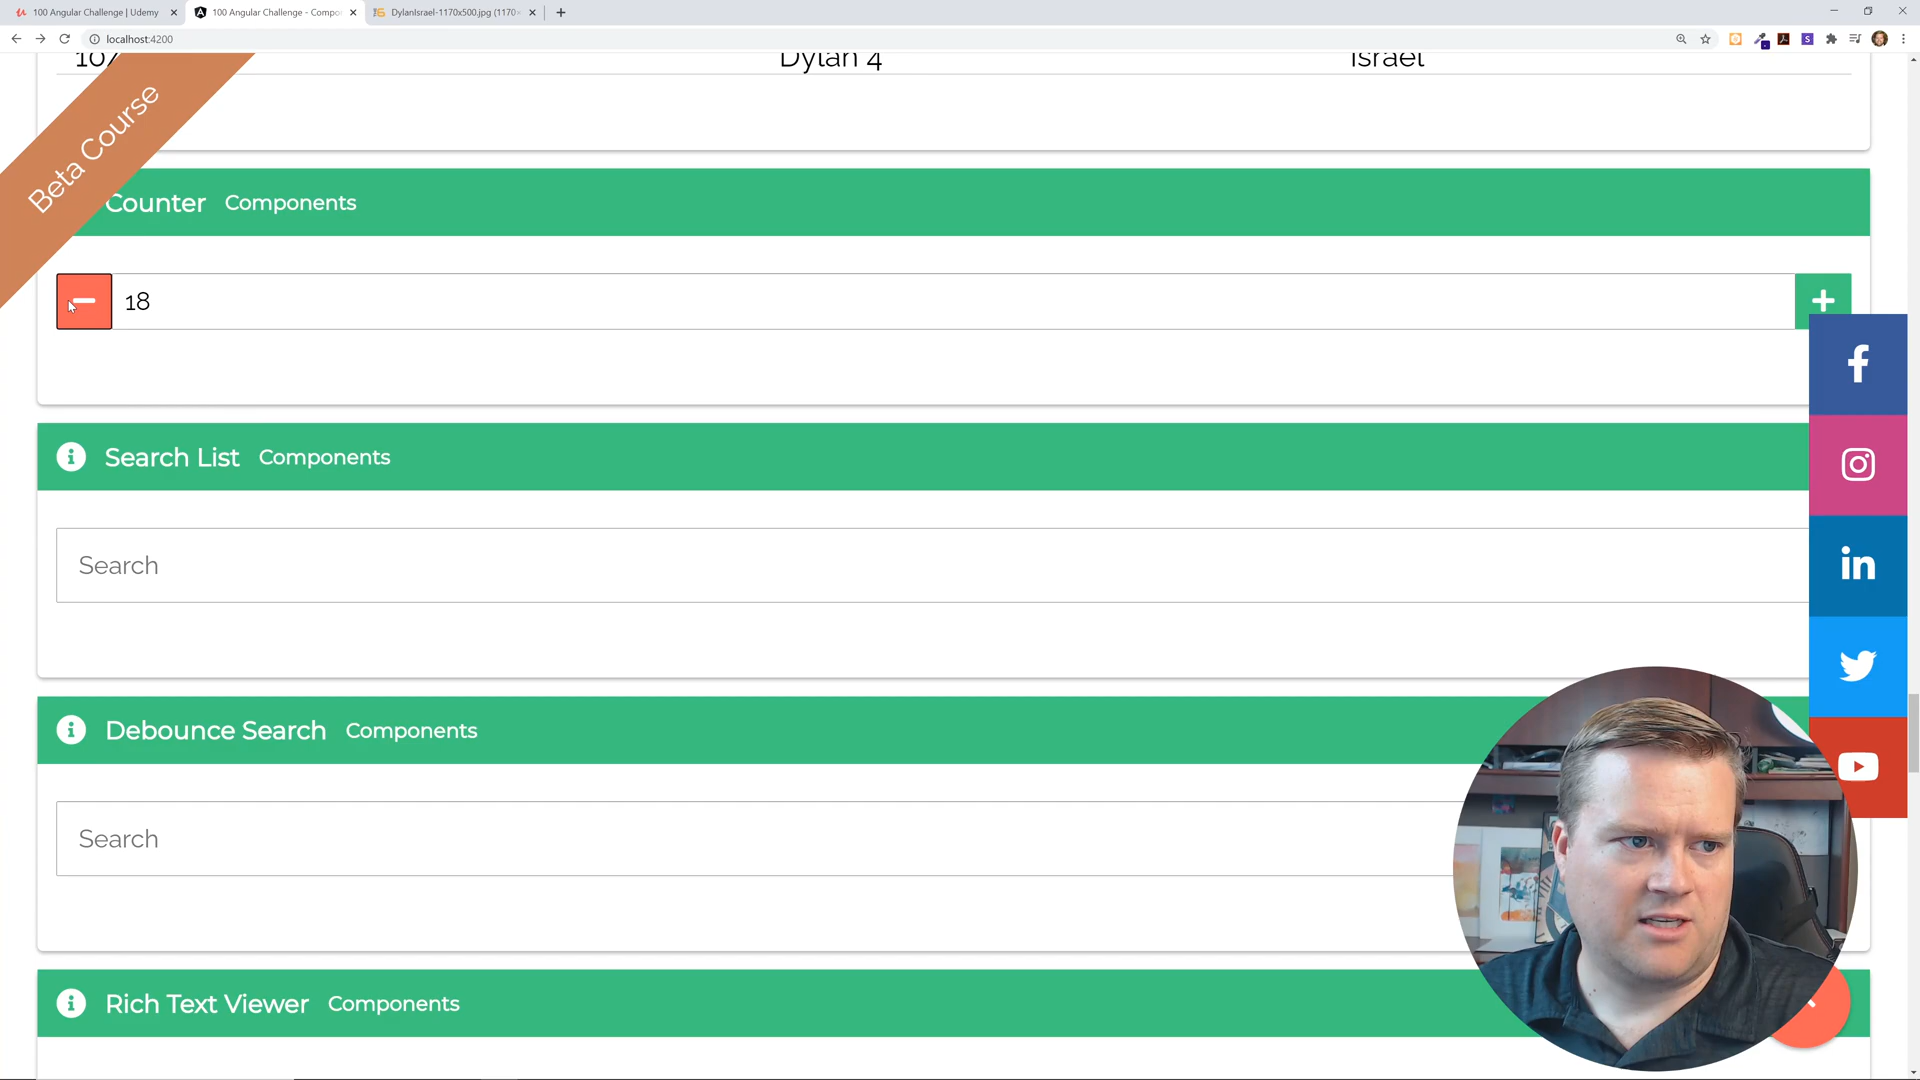 100 Angular Challenge | Udemy
100 Angular Challenge - Compo
DylanIsrael-1170x500.jpg (1170×
localhost:4200
Dylan 4
Israel
Beta Course
Counter Components
18
Search List Components
Search
Debounce Search Components
Search
Rich Text Viewer Components